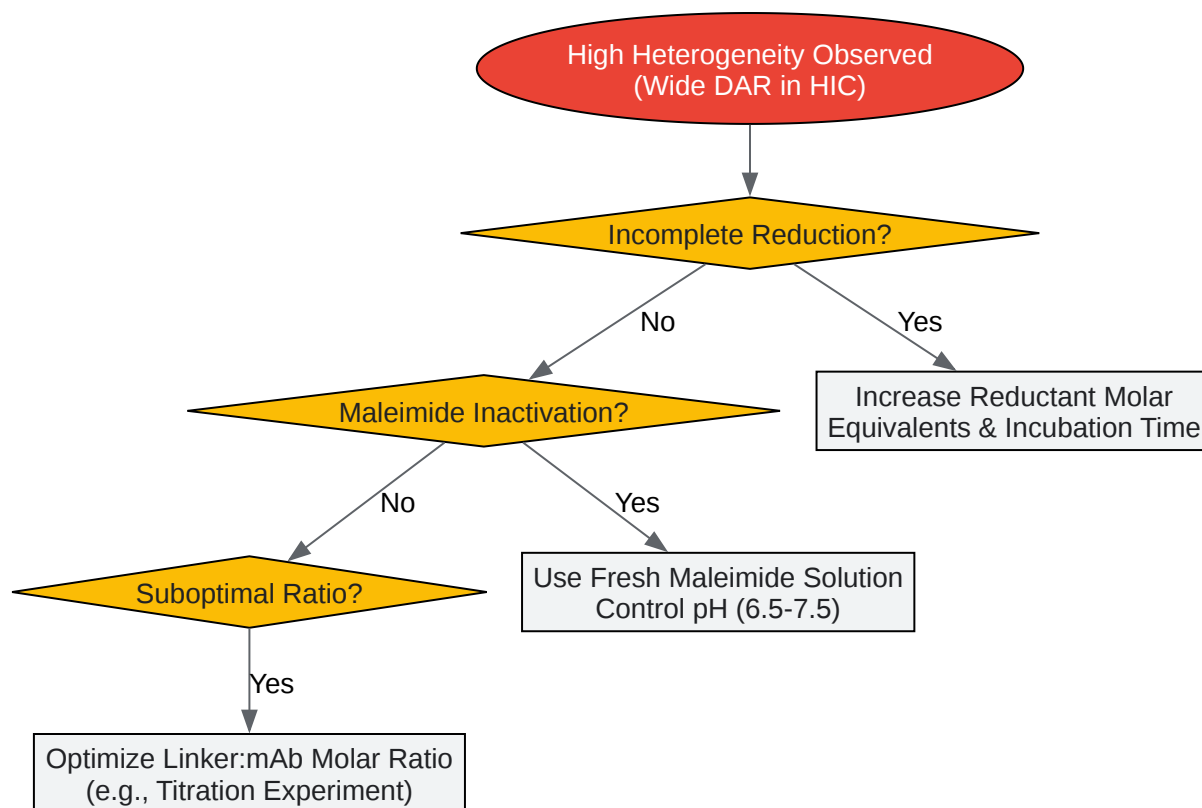 High Heterogeneity Observed
(Wide DAR in HIC)
Incomplete Reduction?
No
Yes
Maleimide Inactivation?
Increase Reductant Molar
Equivalents & Incubation Time
No
Yes
Suboptimal Ratio?
Use Fresh Maleimide Solution
Control pH (6.5-7.5)
Yes
Optimize Linker:mAb Molar Ratio
(e.g., Titration Experiment)